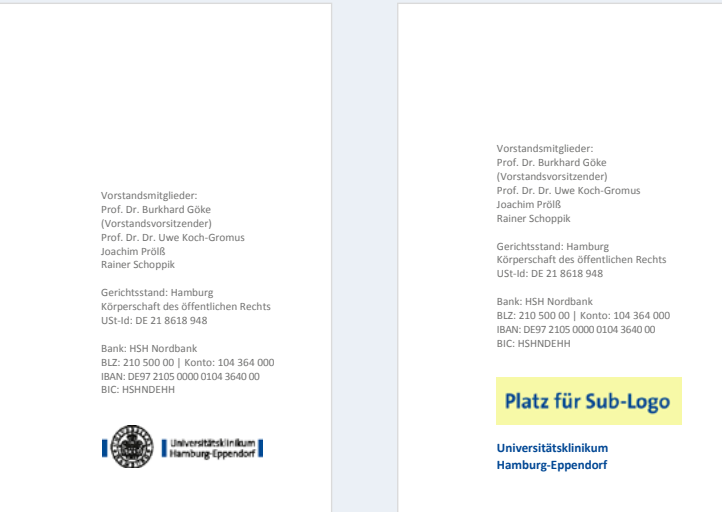 Vorstandsmitglieder:
Prof. Dr. Burkhard Göke
(Vorstandsvorsitzender)
Prof. Dr. Dr. Uwe Koch-Gromus
Joachim Prölß
Rainer Schoppik
Gerichtsstand: Hamburg
Körperschaft des öffentlichen Rechts
USt-Id: DE 21 8618 948
Bank: HSH Nordbank
BLZ: 210 500 00 | Konto: 104 364 000
IBAN: DE97 2105 0000 0104 3640 00
BIC: HSHNDEHH
Universitätsklinikum
Hamburg-Eppendorf
Vorstandsmitglieder:
Prof. Dr. Burkhard Göke
(Vorstandsvorsitzender)
Prof. Dr. Dr. Uwe Koch-Gromus
Joachim Prölß
Rainer Schoppik
Gerichtsstand: Hamburg
Körperschaft des öffentlichen Rechts
USt-Id: DE 21 8618 948
Bank: HSH Nordbank
BLZ: 210 500 00 | Konto: 104 364 000
IBAN: DE97 2105 0000 0104 3640 00
BIC: HSHNDEHH
Platz für Sub-Logo
Universitätsklinikum
Hamburg-Eppendorf